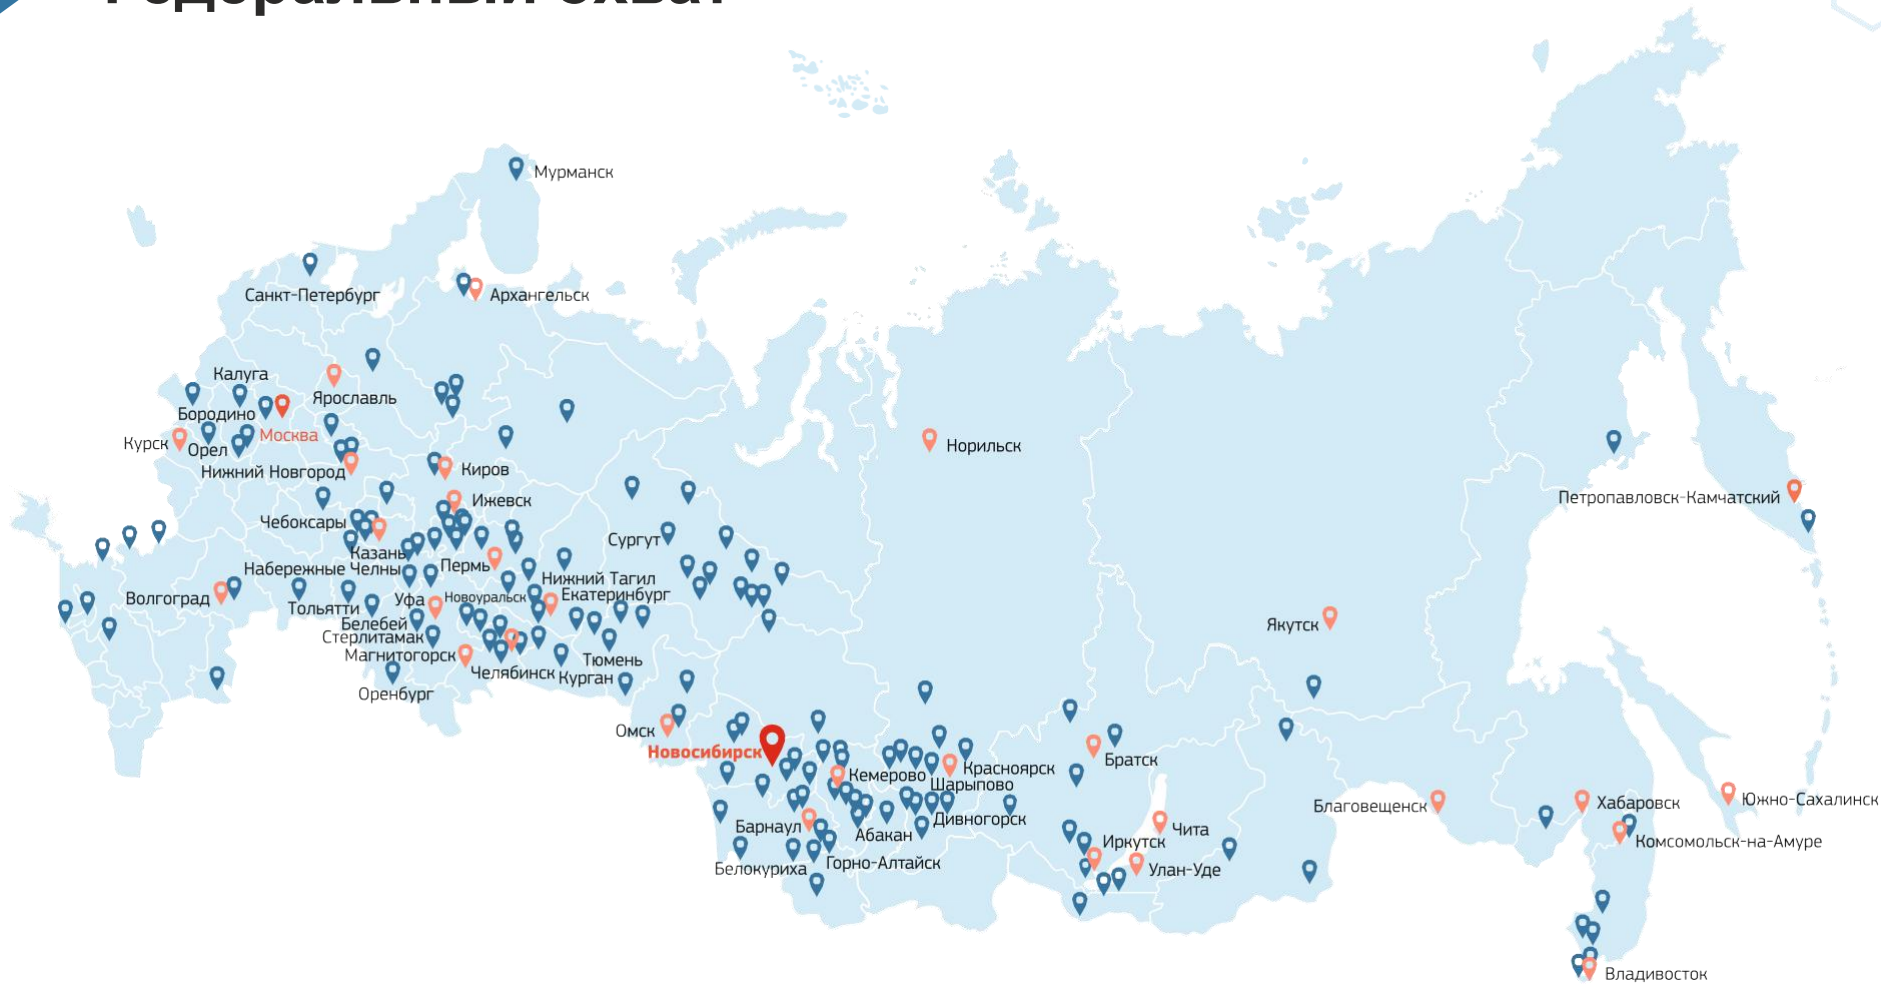 Федеральный охват
Мурманск
Санкт-Петербург
Архангельск
Калуга
Ярославль
Бородино
Москва
Курск
Орел
Нижний Новгород
Киров
Норильск
Ижевск
Петропавловск-Камчатский
Чебоксары
Сургут
Казань
Пермь
Набережные Челны
Нижний Тагил
Волгоград
Тольятти
Уфа
Новоуральск
Екатеринбург
Белебей
Якутск
Стерлитамак
Магнитогорск
Челябинск
Тюмень
Курган
Оренбург
Омск
Новосибирск
Кемерово
Красноярск
Братск
Шарыпово
Благовещенск
Хабаровск
Южно-Сахалинск
Барнаул
Абакан
Дивногорск
Чита
Иркутск
Комсомольск-на-Амуре
Белокуриха
Горно-Алтайск
Улан-Уде
Владивосток